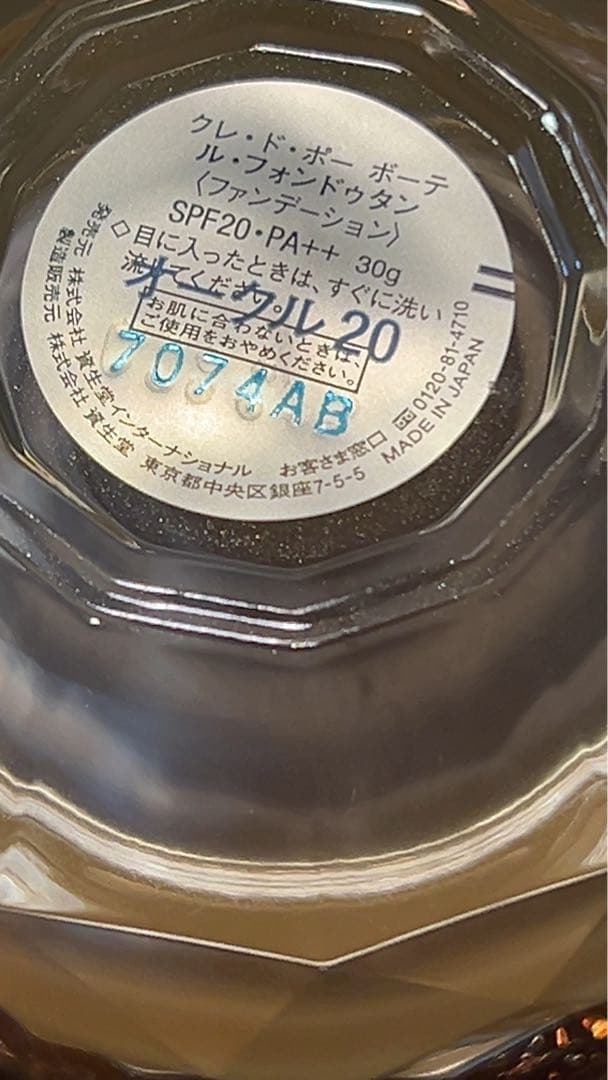 クレ・ド・ポー ボーテ
ル・フォンドゥタン
〈ファンデーション〉
SPF20・PA++ 30g
◇目に入ったときは、すぐに洗い
流してください。
オークル20
お肌に合わないときは、
ご使用をおやめください。
7074AB
発売元 株式会社 資生堂インターナショナル
製造販売元 株式会社 資生堂 東京都中央区銀座7-5-5
お客さま窓口 0120-81-4710
MADE IN JAPAN